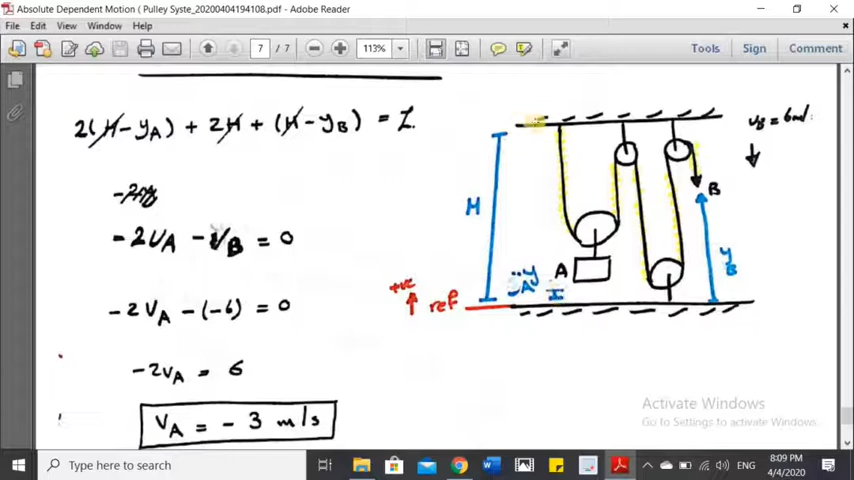 Absolute Dependent Motion ( Pulley Syste_20200404194108.pdf - Adobe Reader
File Edit View Window Help
7 / 7 113% Tools Sign Comment
2(H-yA) + 2H + (H-yB) = L.
-2VA - VB = 0
-2VA - (-6) = 0
-2VA = 6
VA = - 3 m/s
VB = 6m/
B
H
A
yA
yB
+ve
ref
Activate Windows
Go to Settings to activate Windows.
Type here to search
ENG
8:09 PM
4/4/2020